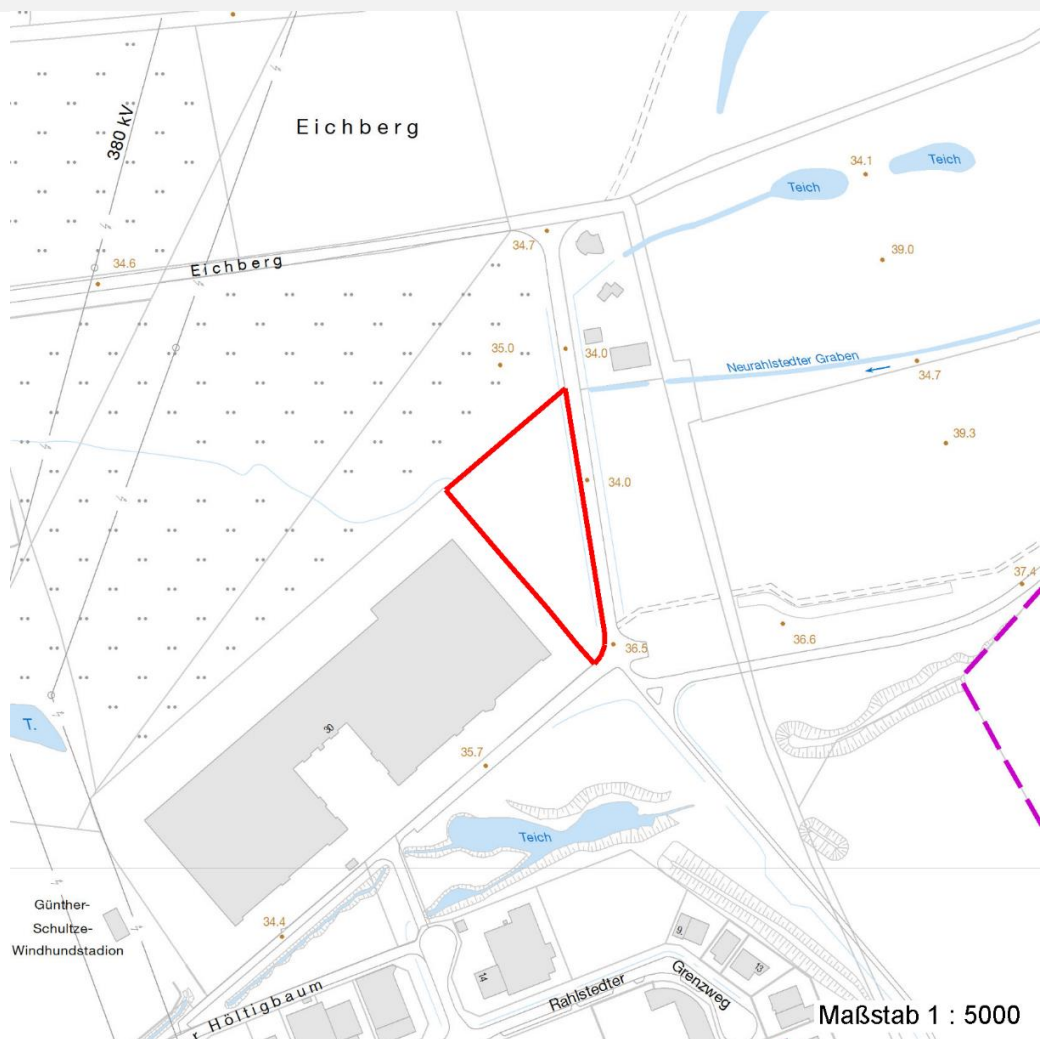 380 kV
Eichberg
Teich
34.1
Teich
34.7
39.0
Eichberg
34.6
35.0
34.0
Neurahlstedter Graben
34.7
39.3
34.0
37.4
36.6
36.5
T.
30
35.7
Teich
Günther-
Schultze-
Windhundstadion
34.4
9.
13
14
Rahlstedter
Grenzweg
r Höltigbaum
Maßstab 1 : 5000